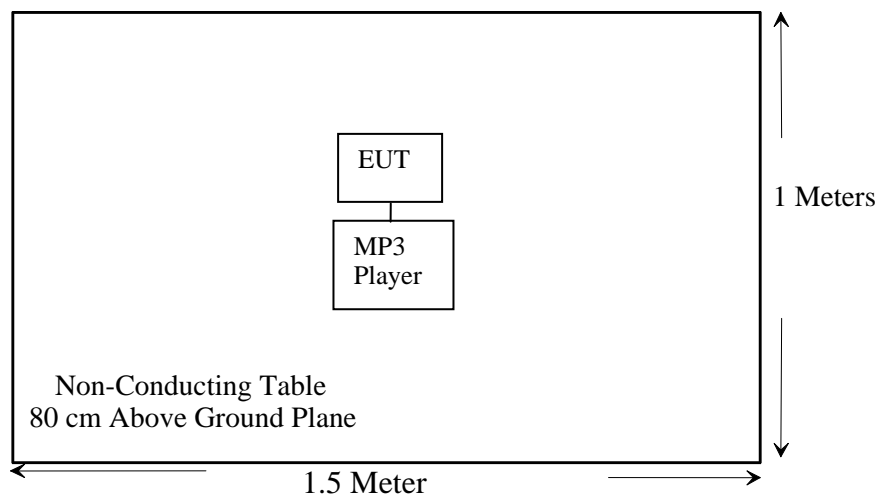 EUT
MP3
Player
1 Meters
Non-Conducting Table
80 cm Above Ground Plane
1.5 Meter